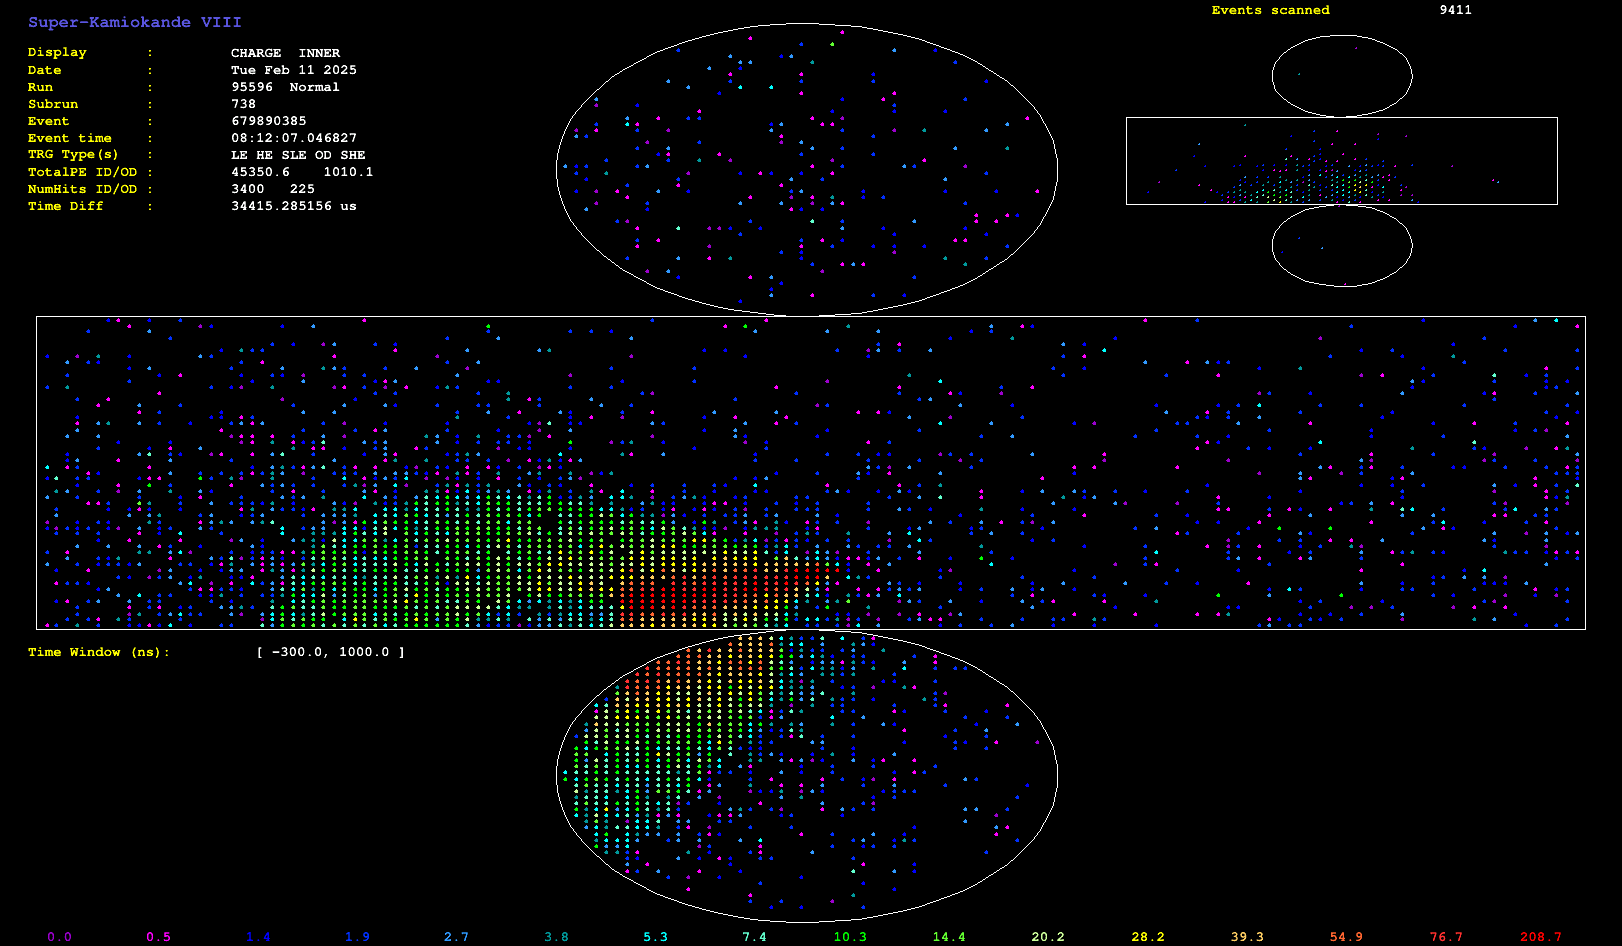 Super-Kamiokande VIII
Events scanned 9411
Display : CHARGE INNER
Date : Tue Feb 11 2025
Run : 95596 Normal
Subrun : 738
Event : 679890385
Event time : 08:12:07.046827
TRG Type(s) : LE HE SLE OD SHE
TotalPE ID/OD : 45350.6 1010.1
NumHits ID/OD : 3400 225
Time Diff : 34415.285156 us
Time Window (ns): [ -300.0, 1000.0 ]
0.0 0.5 1.4 1.9 2.7 3.8 5.3 7.4 10.3 14.4 20.2 28.2 39.3 54.9 76.7 208.7